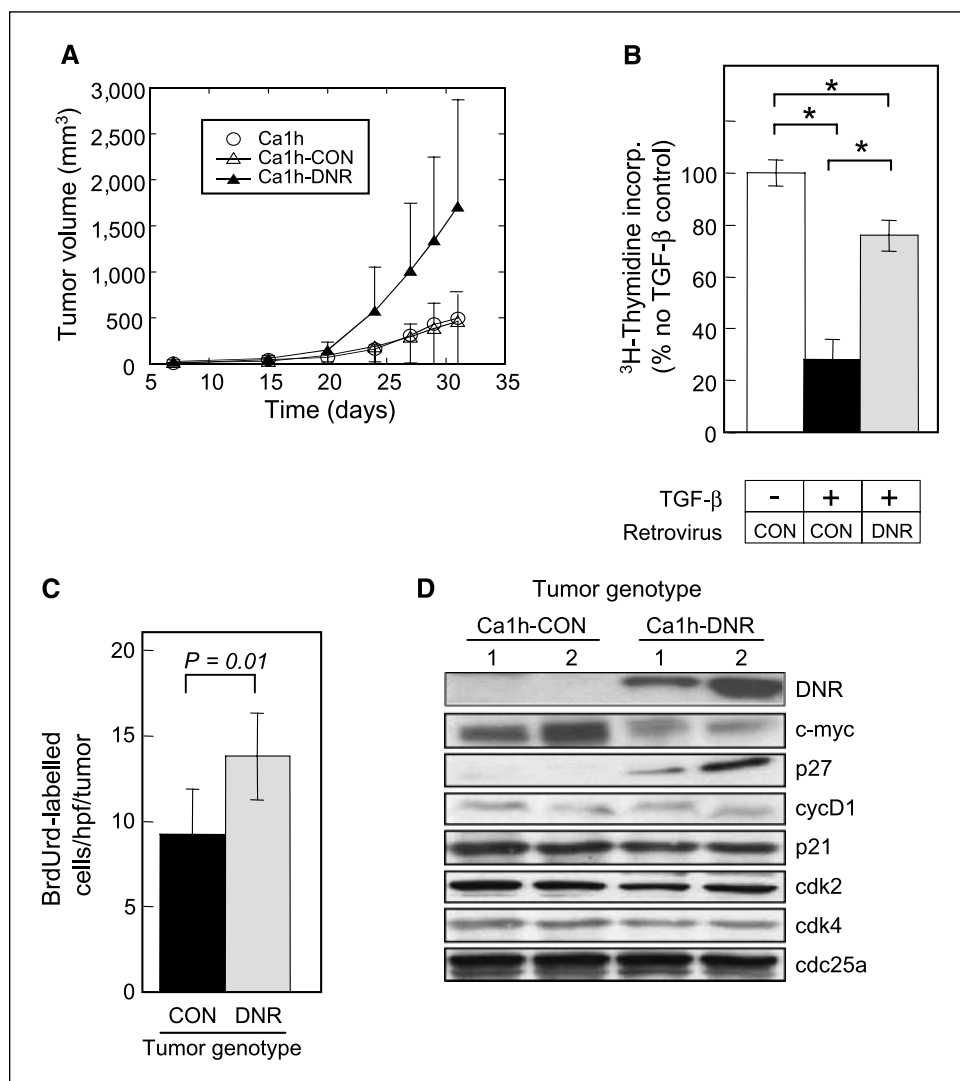 A
Tumor volume (mm³)
3,000
2,500
2,000
1,500
1,000
500
0
Ca1h
Ca1h-CON
Ca1h-DNR
5 10 15 20 25 30 35
Time (days)
B
³H-Thymidine incorp.
(% no TGF-β control)
100
80
60
40
20
0
* * *
TGF-β - + +
Retrovirus CON CON DNR
C
BrdUrd-labelled
cells/hpf/tumor
20
15
10
5
0
P = 0.01
CON DNR
Tumor genotype
D
Tumor genotype
Ca1h-CON Ca1h-DNR
1 2 1 2
DNR
c-myc
p27
cycD1
p21
cdk2
cdk4
cdc25a